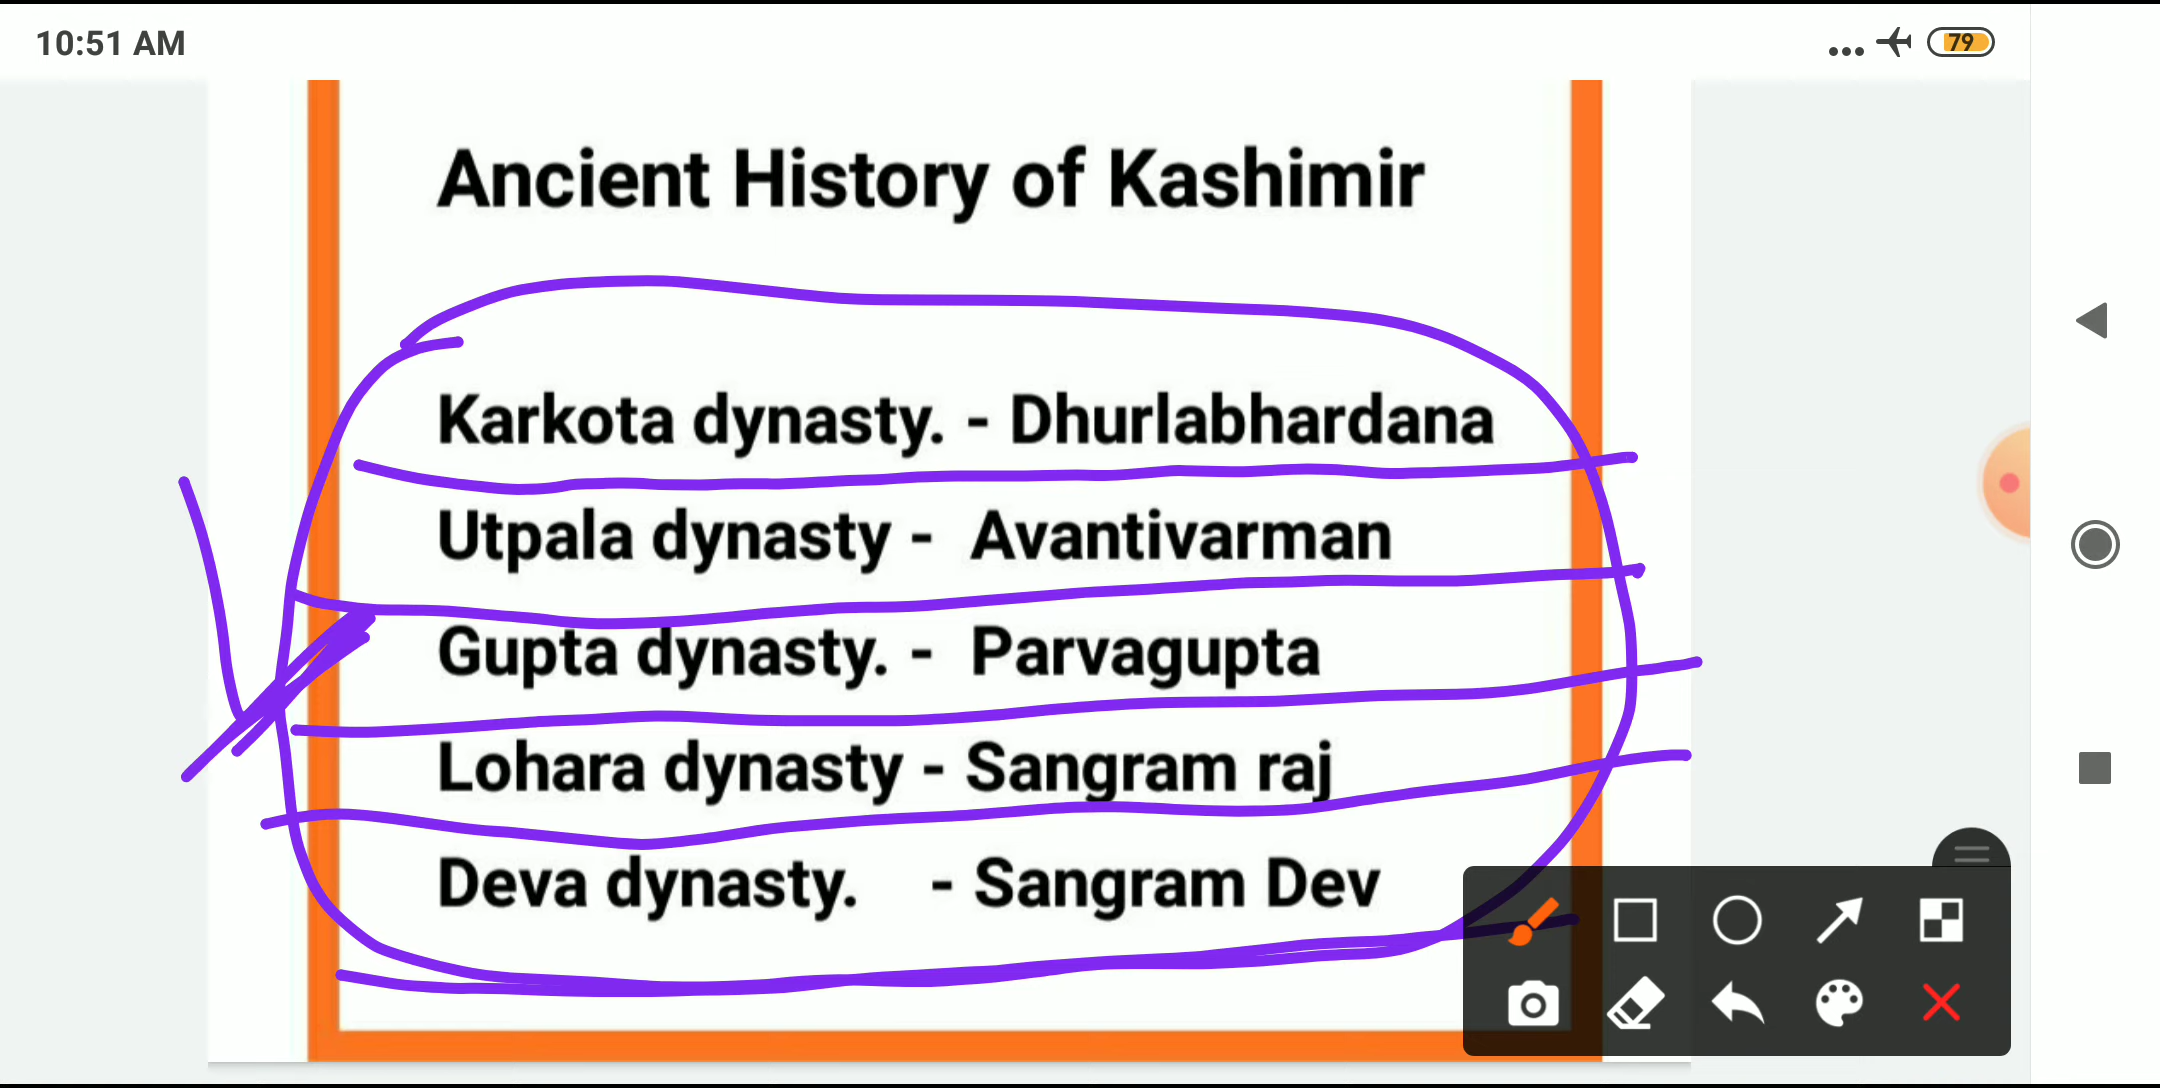 10:51 AM
79
Ancient History of Kashimir
Karkota dynasty. - Dhurlabhardana
Utpala dynasty - Avantivarman
Gupta dynasty. - Parvagupta
Lohara dynasty - Sangram raj
Deva dynasty. - Sangram Dev